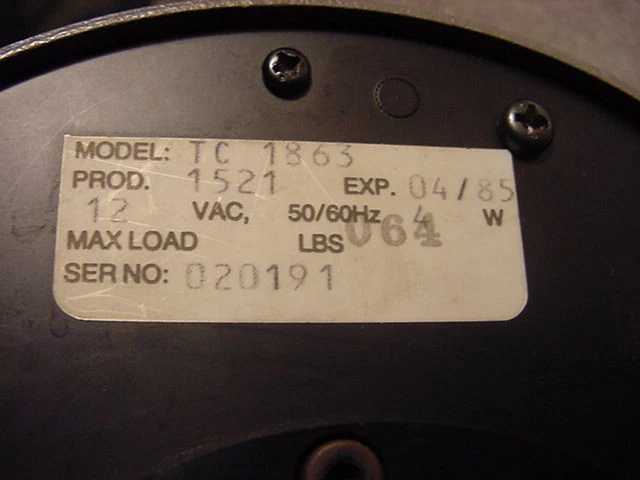 MODEL: TC 1863
PROD. 1521 EXP. 04/85
12 VAC, 50/60Hz 4 W
064
MAX LOAD LBS
SER NO: 020191